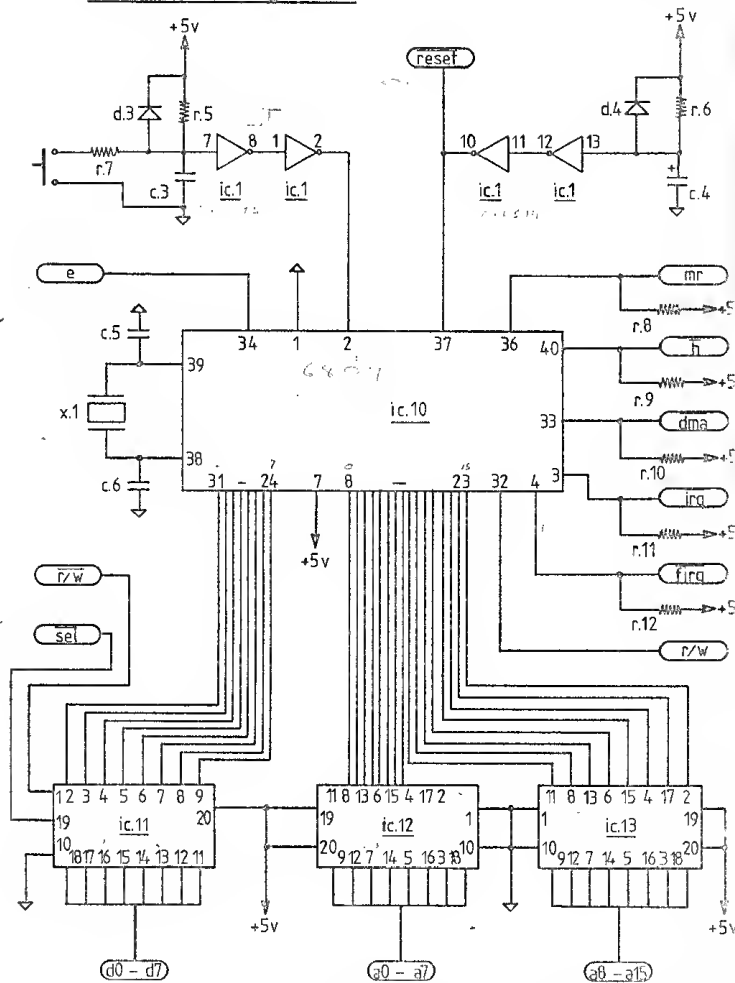 +5v
+5v
reset
d.3
r.5
d.4
r.6
7 8 1 2
10 11 12 13
r.7
c.3
ic.1
ic.1
ic.1
ic.1
c.4
e
mr
r.8
+5
c.5
34 1 2 37 36
39
40
h
6809
r.9
+5
x.1
ic.10
33
dma
r.10
38
3
c.6
31 - 24 7 8 — 23 32 4
irq
r.11
+5
+5v
r/w
firq
r.12
+5
sel
r/w
1 2 3 4 5 6 7 8 9
11 8 13 6 15 4 17 2
11 8 13 6 15 4 17 2
19
ic.11
20
19
ic.12
1
1
ic.13
19
10
20
10
10
20
18 17 16 15 14 13 12 11
9 12 7 14 5 16 3 18
9 12 7 14 5 16 3 18
+5v
+5v
d0 - d7
a0 - a7
a8 - a15